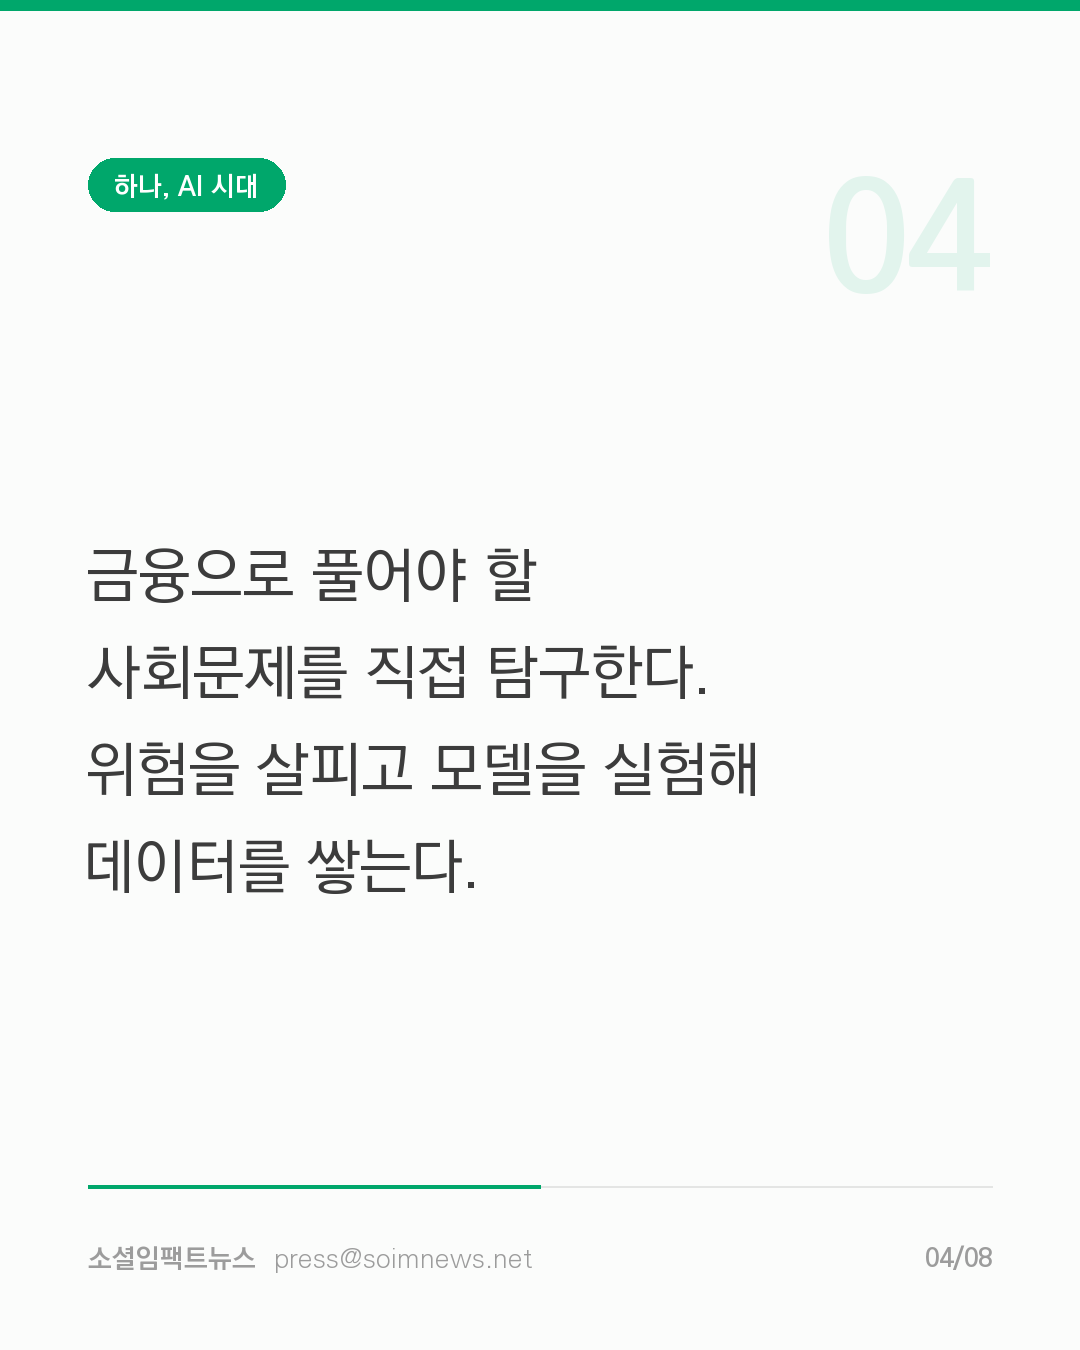 하나, AI 시대
04
금융으로 풀어야 할
사회문제를 직접 탐구한다.
위험을 살피고 모델을 실험해
데이터를 쌓는다.
소셜임팩트뉴스 press@soimnews.net
04/08